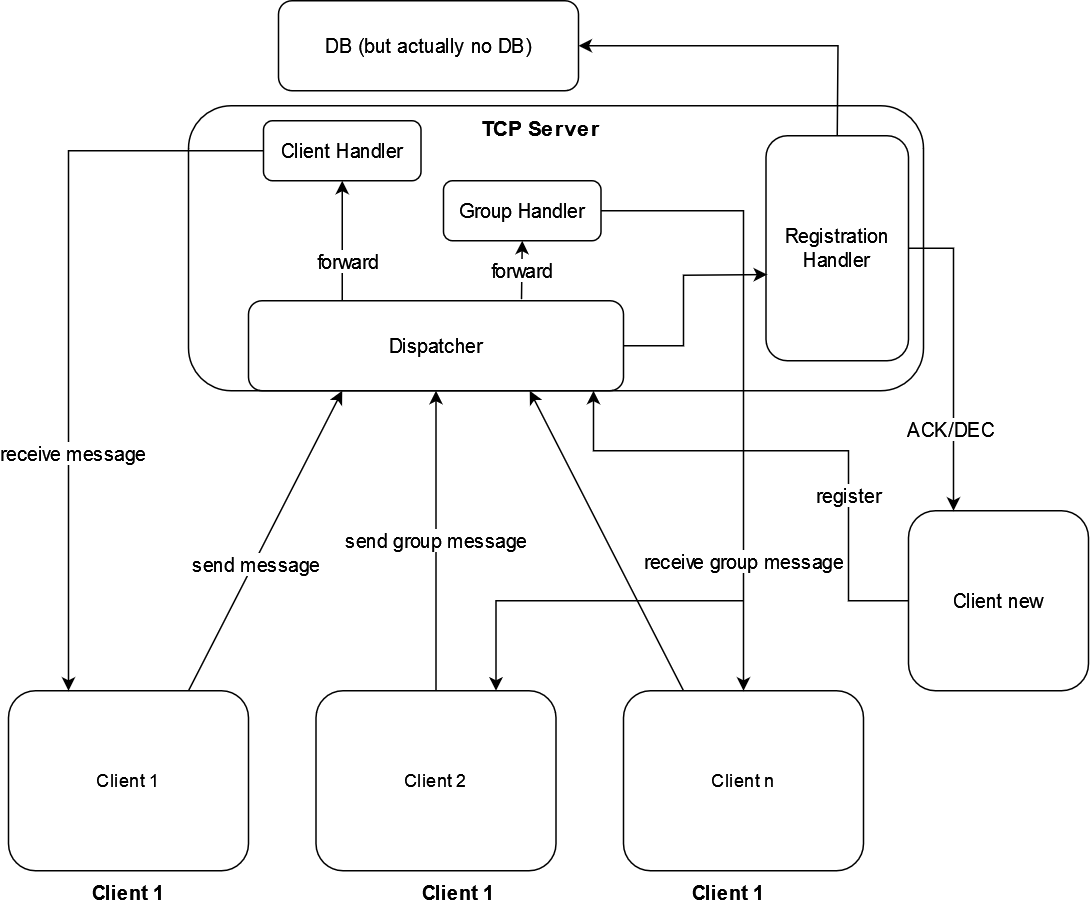 DB (but actually no DB)
TCP Server
Client Handler
Group Handler
Registration
Handler
forward
forward
Dispatcher
ACK/DEC
receive message
register
send group message
receive group message
send message
Client new
Client 1
Client 2
Client n
Client 1
Client 1
Client 1